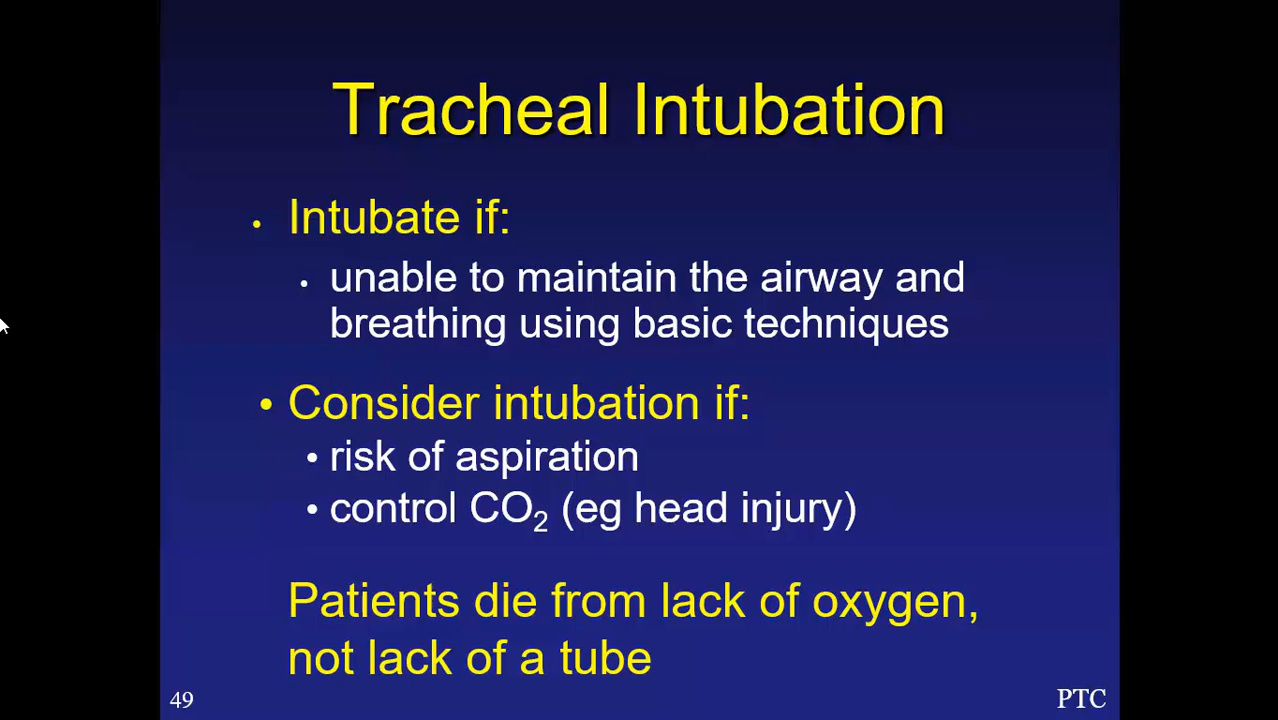 Tracheal Intubation
• Intubate if:
• unable to maintain the airway and
breathing using basic techniques
• Consider intubation if:
• risk of aspiration
• control CO₂ (eg head injury)
Patients die from lack of oxygen,
not lack of a tube
49
PTC